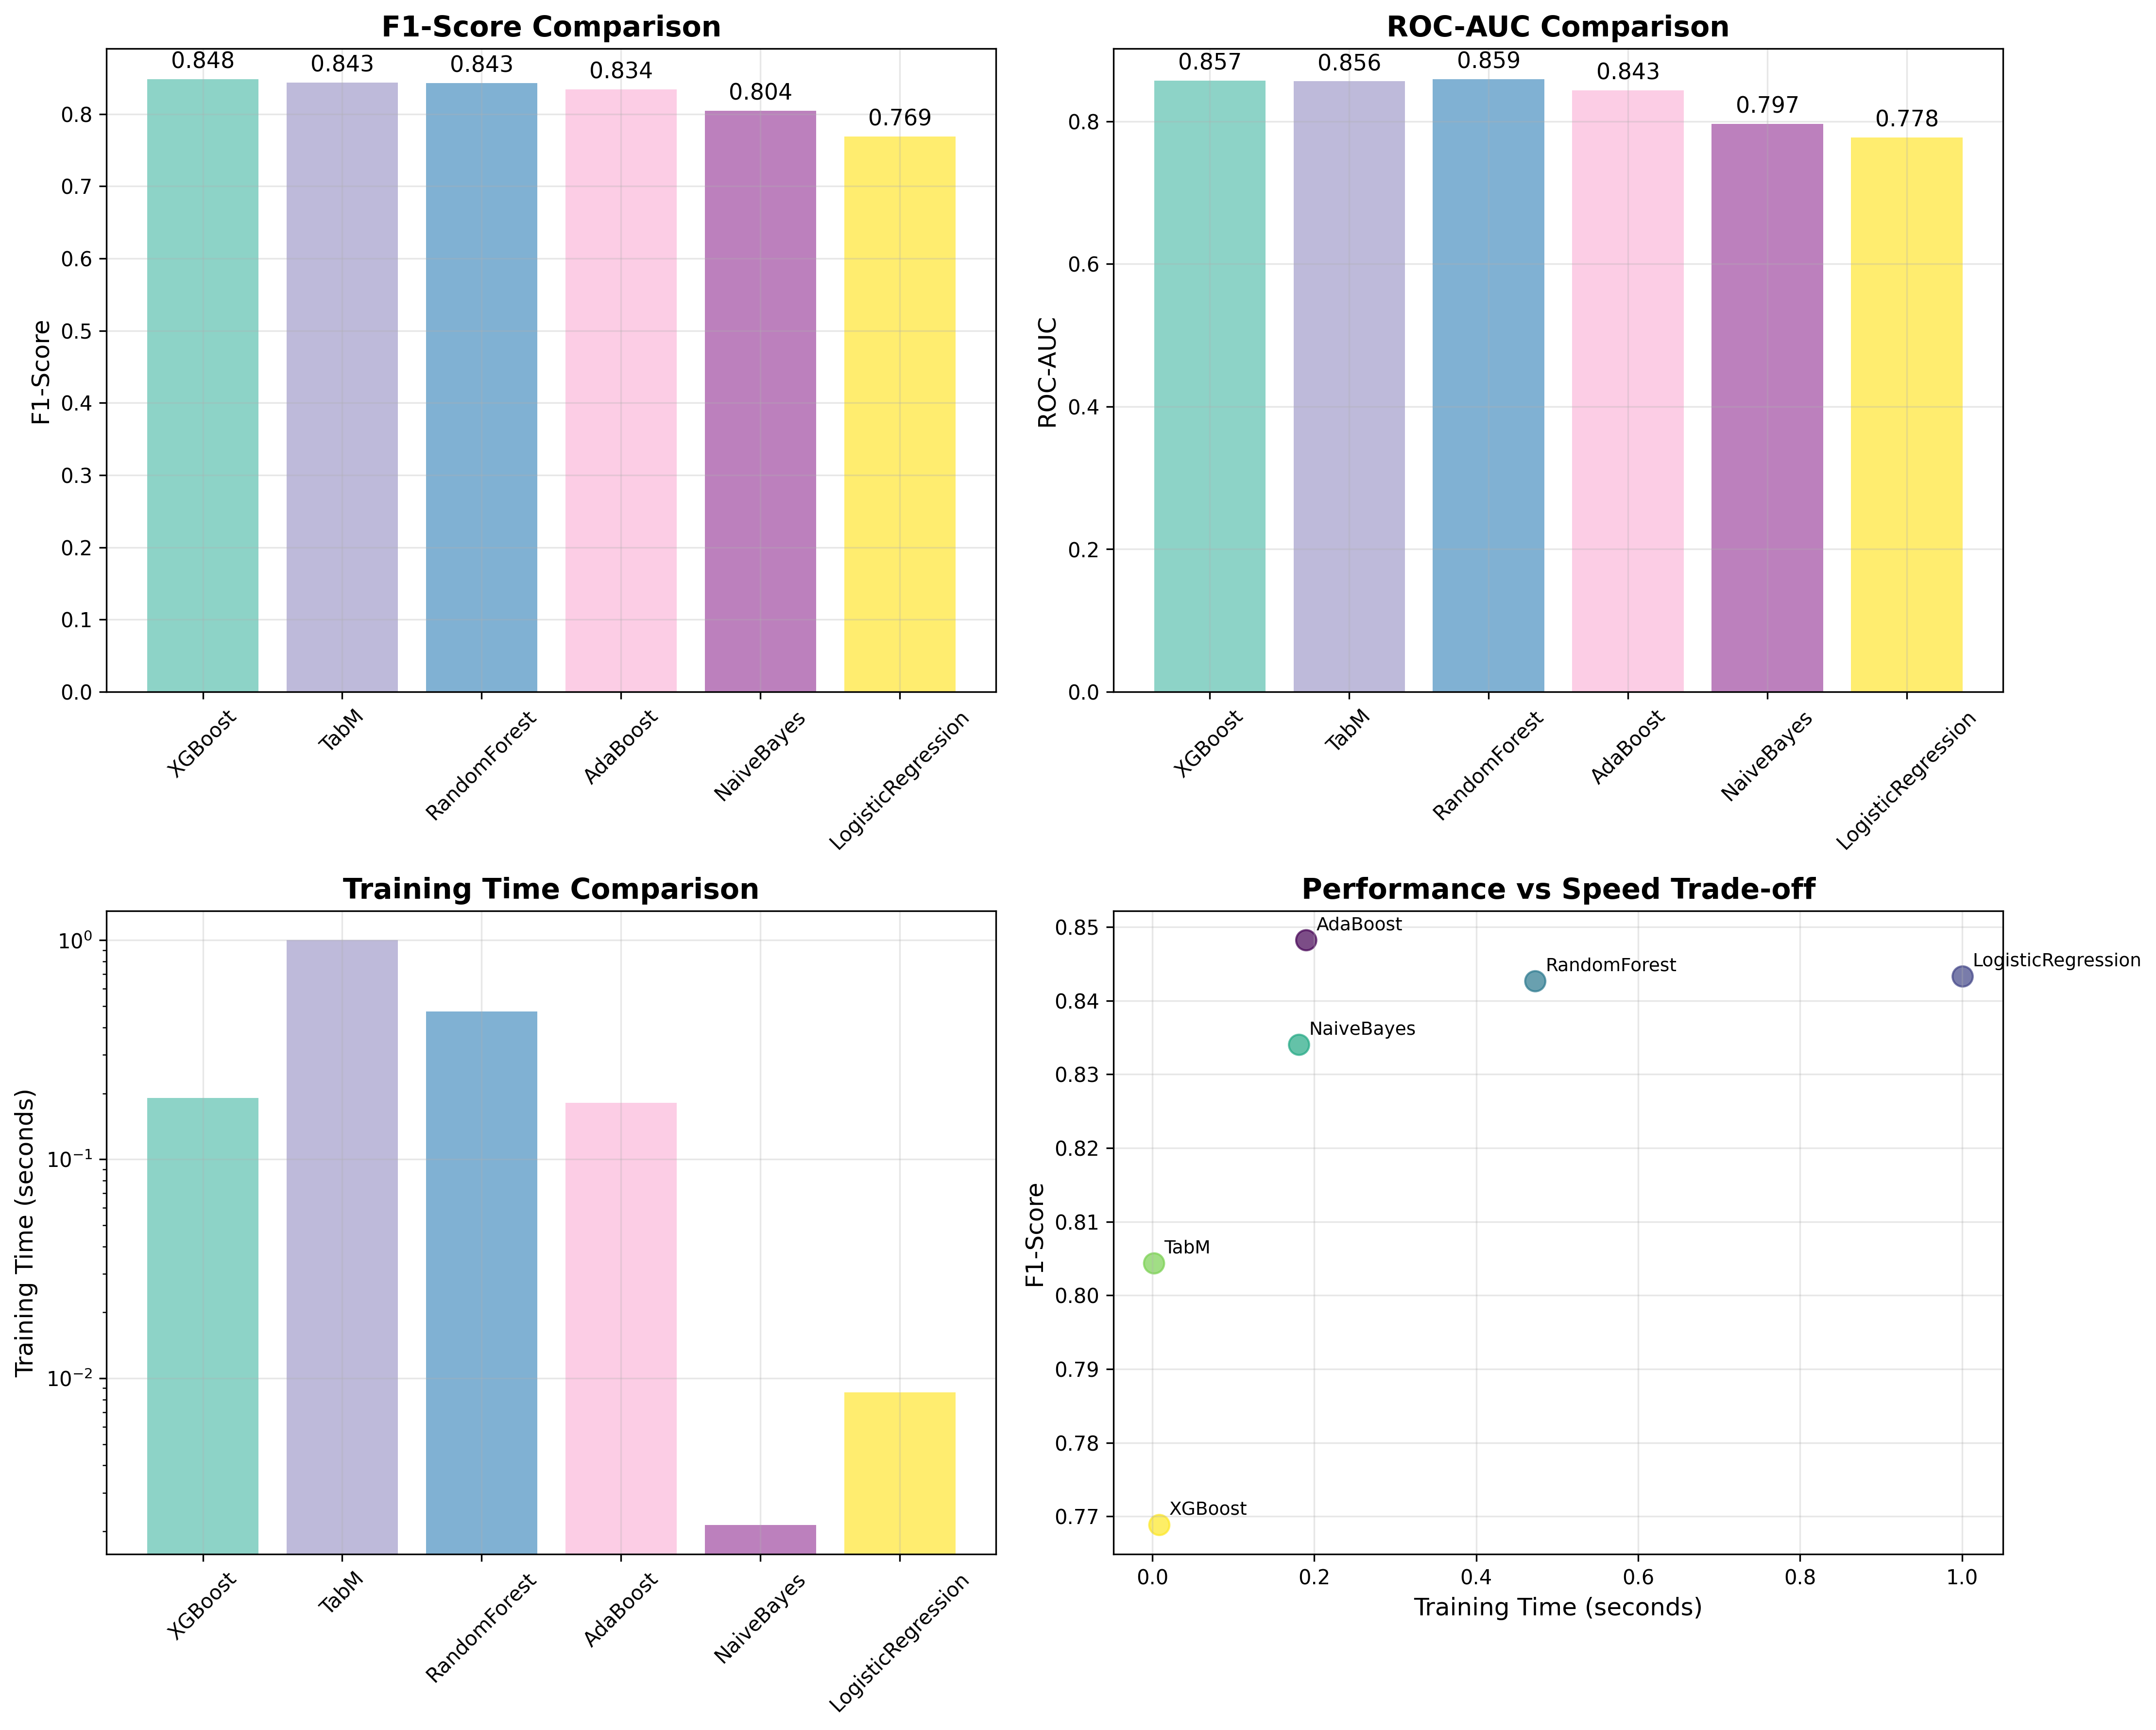 F1-Score Comparison
F1-Score
0.0
0.1
0.2
0.3
0.4
0.5
0.6
0.7
0.8
0.848
0.843
0.843
0.834
0.804
0.769
XGBoost
TabM
RandomForest
AdaBoost
NaiveBayes
LogisticRegression
ROC-AUC Comparison
ROC-AUC
0.0
0.2
0.4
0.6
0.8
0.857
0.856
0.859
0.843
0.797
0.778
XGBoost
TabM
RandomForest
AdaBoost
NaiveBayes
LogisticRegression
Training Time Comparison
Training Time (seconds)
10⁰
10⁻¹
10⁻²
XGBoost
TabM
RandomForest
AdaBoost
NaiveBayes
LogisticRegression
Performance vs Speed Trade-off
F1-Score
0.85
0.84
0.83
0.82
0.81
0.80
0.79
0.78
0.77
AdaBoost
RandomForest
LogisticRegression
NaiveBayes
TabM
XGBoost
0.0
0.2
0.4
0.6
0.8
1.0
Training Time (seconds)